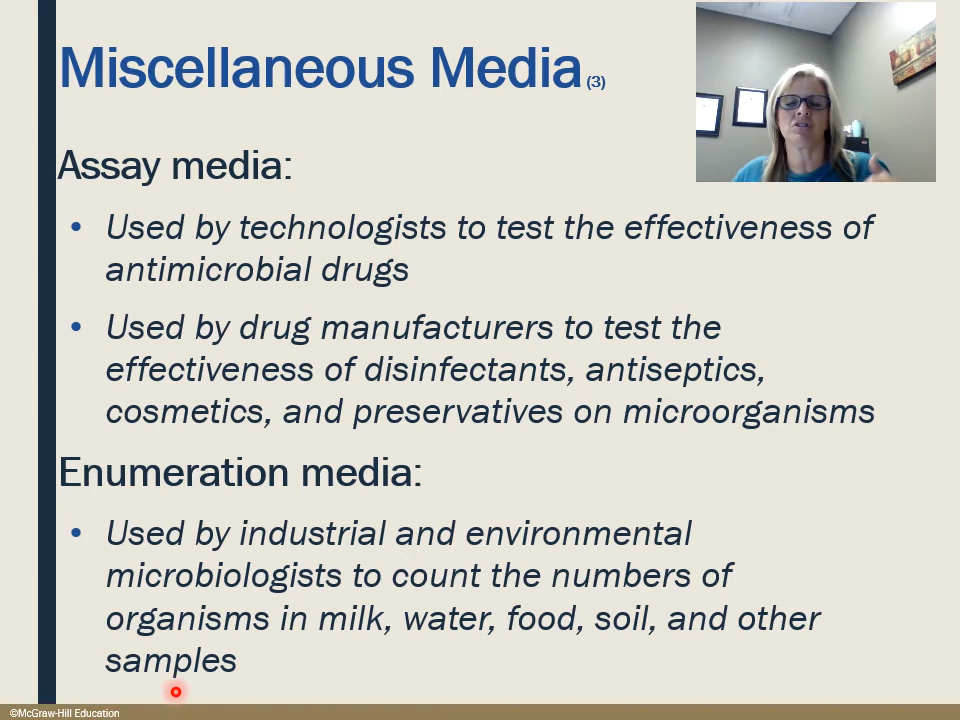 Miscellaneous Media (3)
Assay media:
• Used by technologists to test the effectiveness of
antimicrobial drugs
• Used by drug manufacturers to test the
effectiveness of disinfectants, antiseptics,
cosmetics, and preservatives on microorganisms
Enumeration media:
• Used by industrial and environmental
microbiologists to count the numbers of
organisms in milk, water, food, soil, and other
samples
©McGraw-Hill Education